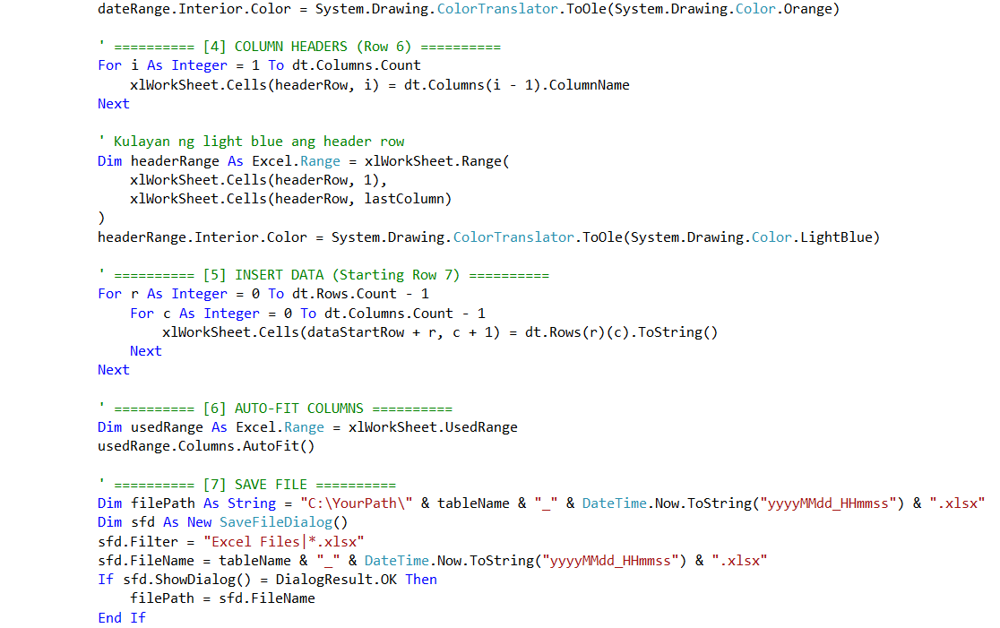 dateRange.Interior.Color = System.Drawing.ColorTranslator.ToOle(System.Drawing.Color.Orange)
' ========== [4] COLUMN HEADERS (Row 6) ==========
For i As Integer = 1 To dt.Columns.Count
xlWorkSheet.Cells(headerRow, i) = dt.Columns(i - 1).ColumnName
Next
' Kulayan ng light blue ang header row
Dim headerRange As Excel.Range = xlWorkSheet.Range(
xlWorkSheet.Cells(headerRow, 1),
xlWorkSheet.Cells(headerRow, lastColumn)
)
headerRange.Interior.Color = System.Drawing.ColorTranslator.ToOle(System.Drawing.Color.LightBlue)
' ========== [5] INSERT DATA (Starting Row 7) ==========
For r As Integer = 0 To dt.Rows.Count - 1
For c As Integer = 0 To dt.Columns.Count - 1
xlWorkSheet.Cells(dataStartRow + r, c + 1) = dt.Rows(r)(c).ToString()
Next
Next
' ========== [6] AUTO-FIT COLUMNS ==========
Dim usedRange As Excel.Range = xlWorkSheet.UsedRange
usedRange.Columns.AutoFit()
' ========== [7] SAVE FILE ==========
Dim filePath As String = "C:\YourPath\" & tableName & "_" & DateTime.Now.ToString("yyyyMMdd_HHmmss") & ".xlsx"
Dim sfd As New SaveFileDialog()
sfd.Filter = "Excel Files|*.xlsx"
sfd.FileName = tableName & "_" & DateTime.Now.ToString("yyyyMMdd_HHmmss") & ".xlsx"
If sfd.ShowDialog() = DialogResult.OK Then
filePath = sfd.FileName
End If